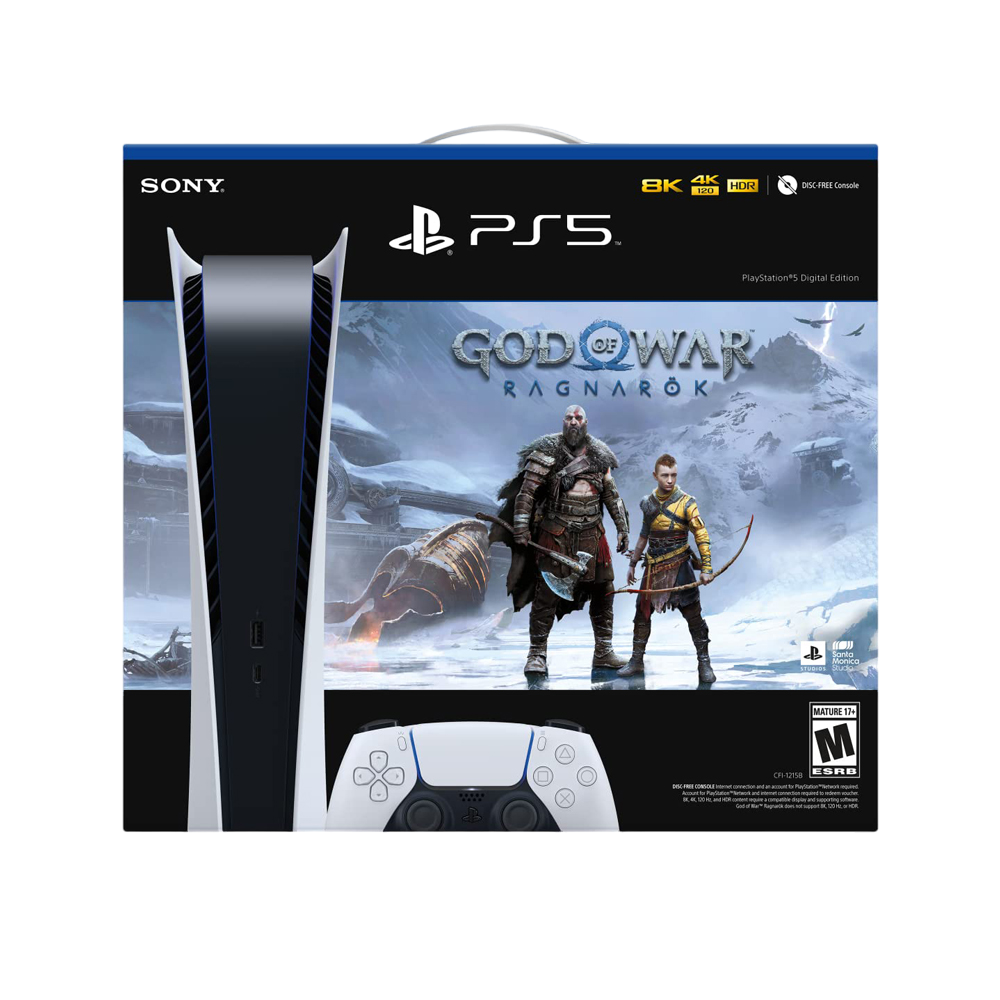 SONY®
8K 4K 120 HDR DISC-FREE Console
PS5™
PlayStation®5 Digital Edition
GOD OF WAR™
RAGNARÖK
STUDIOS
Santa
Monica
Studio
MATURE 17+
M
ESRB
CFI-1215B
DISC-FREE CONSOLE Internet connection and an account for PlayStation™Network required.
Account for PlayStation™Network and internet connection required to redeem voucher.
8K, 4K, 120 Hz, and HDR content require a compatible display and supporting software.
God of War™ Ragnarök does not support 8K, 120 Hz, or HDR.